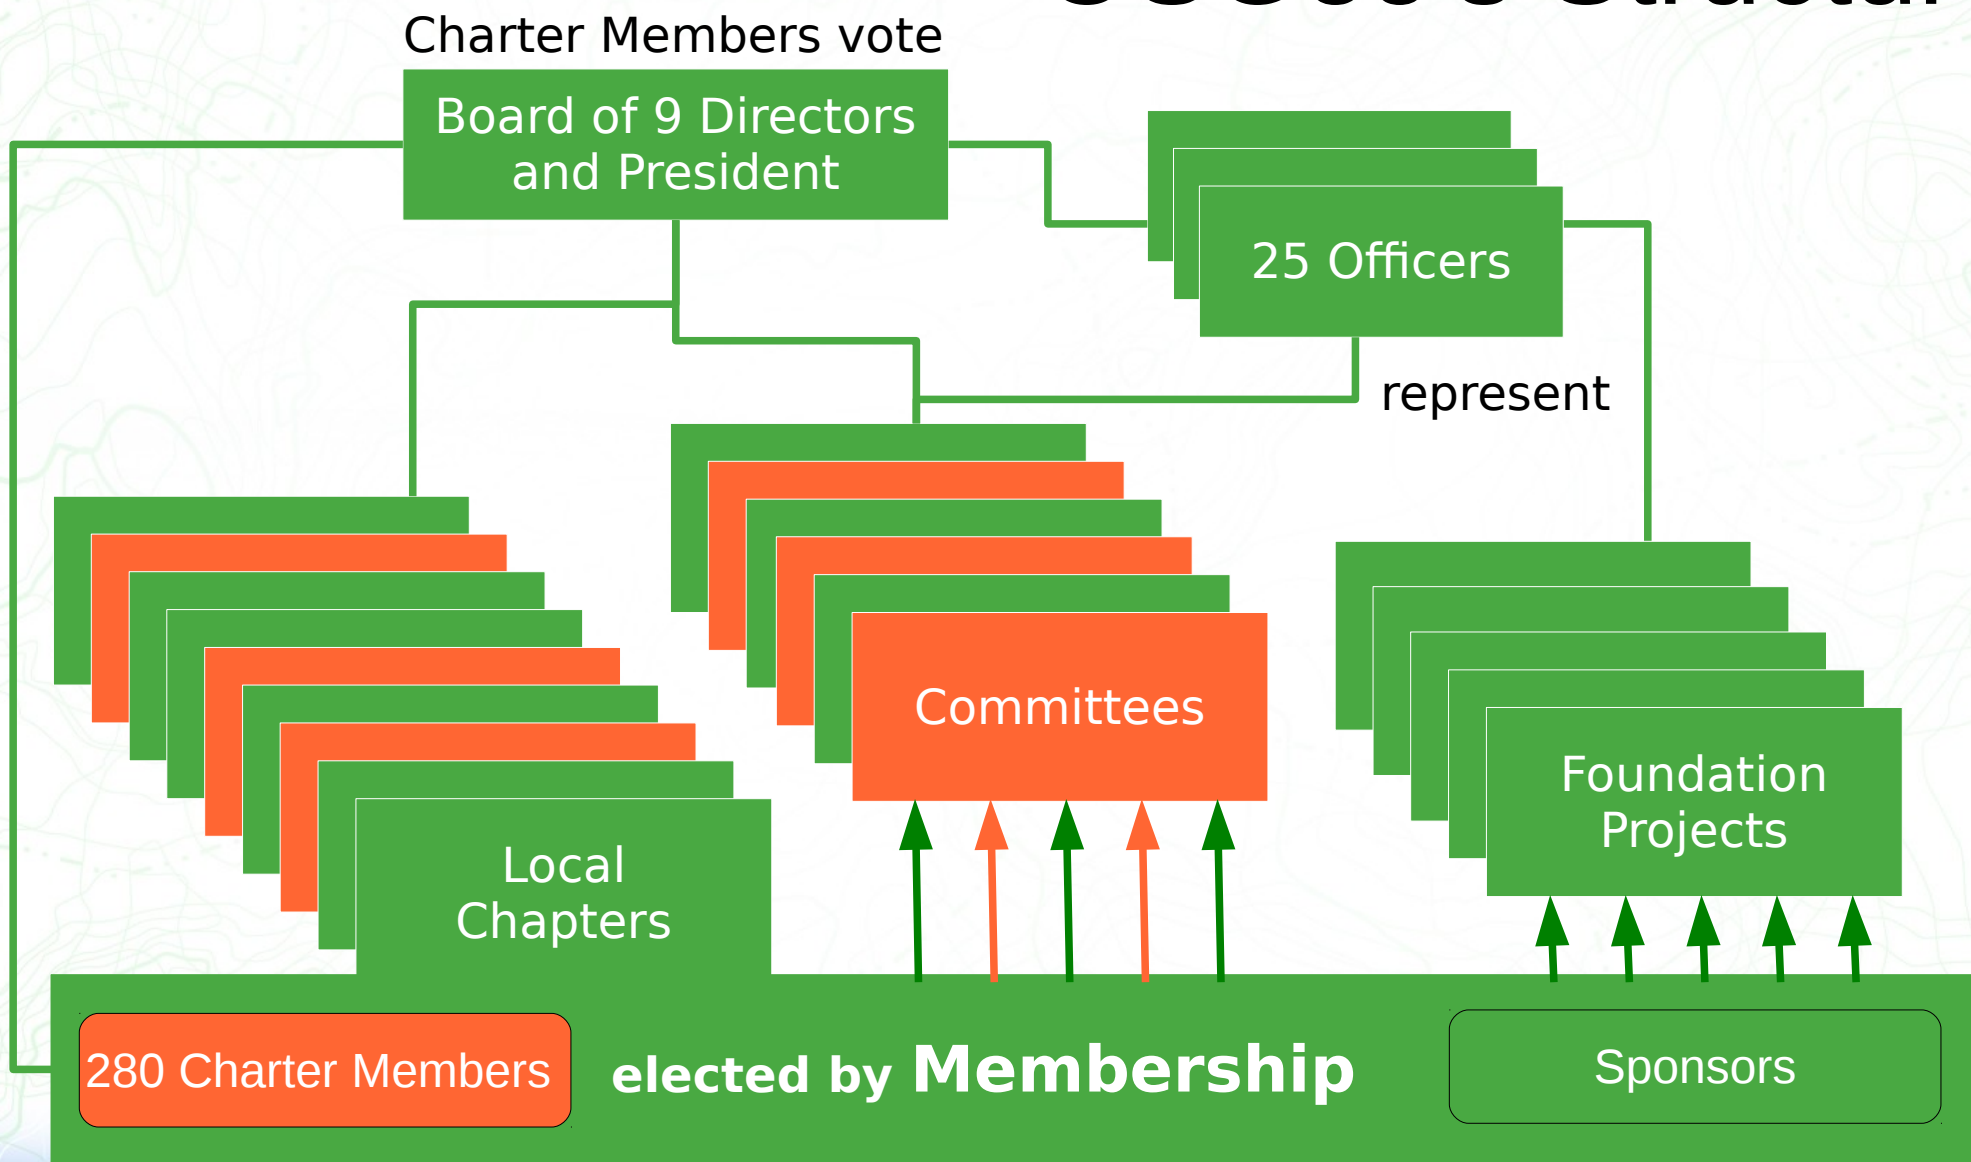 Charter Members vote
Board of 9 Directors
and President
25 Officers
represent
Committees
Foundation
Projects
Local
Chapters
280 Charter Members
elected by Membership
Sponsors